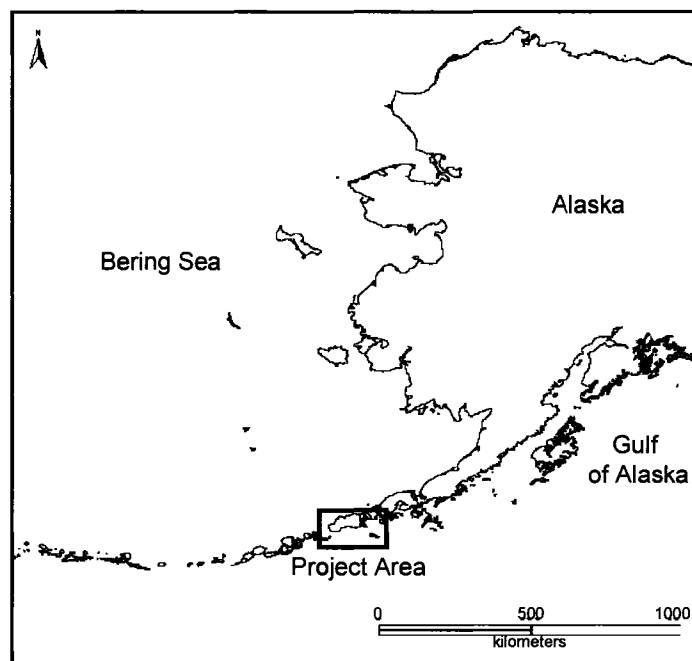 N
Alaska
Bering Sea
Gulf
of Alaska
Project Area
0 500 1000
kilometers